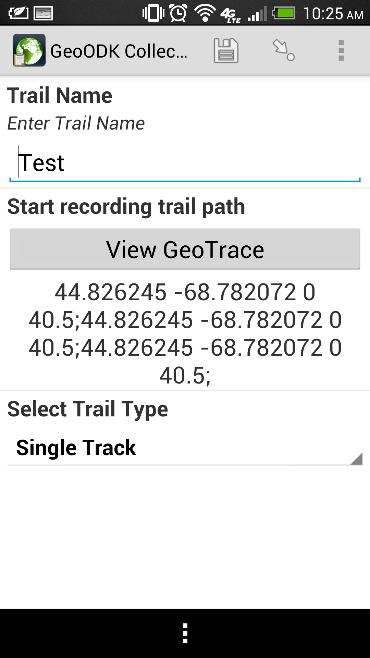 4G
LTE
10:25 AM
GeoODK Collec...
Trail Name
Enter Trail Name
Test
Start recording trail path
View GeoTrace
44.826245 -68.782072 0
40.5;44.826245 -68.782072 0
40.5;44.826245 -68.782072 0
40.5;
Select Trail Type
Single Track